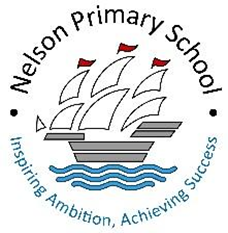 Nelson Primary School
Inspiring Ambition, Achieving Success